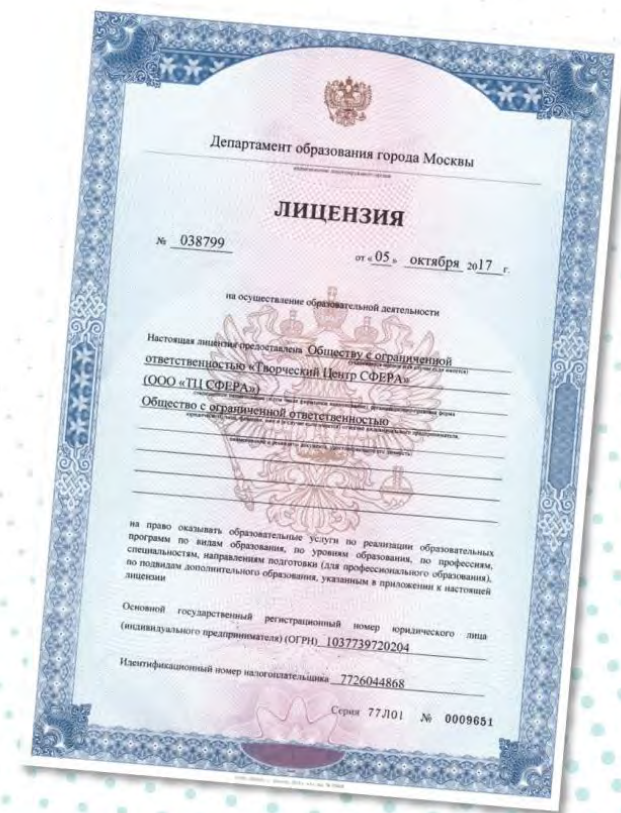 Департамент образования города Москвы
ЛИЦЕНЗИЯ
№ 038799
от « 05 » октября 2017 г.
на осуществление образовательной деятельности
Настоящая лицензия предоставлена Обществу с ограниченной
ответственностью «Творческий Центр СФЕРА»
(ООО «ТЦ СФЕРА»)
Общество с ограниченной ответственностью
на право оказывать образовательные услуги по реализации образовательных
программ по видам образования, по уровням образования, по профессиям,
специальностям, направлениям подготовки (для профессионального образования),
по подвидам дополнительного образования, указанным в приложении к настоящей
лицензии
Основной государственный регистрационный номер юридического лица
(индивидуального предпринимателя) (ОГРН) 1037739720204
Идентификационный номер налогоплательщика 7726044868
Серия 77Л01 № 0009651